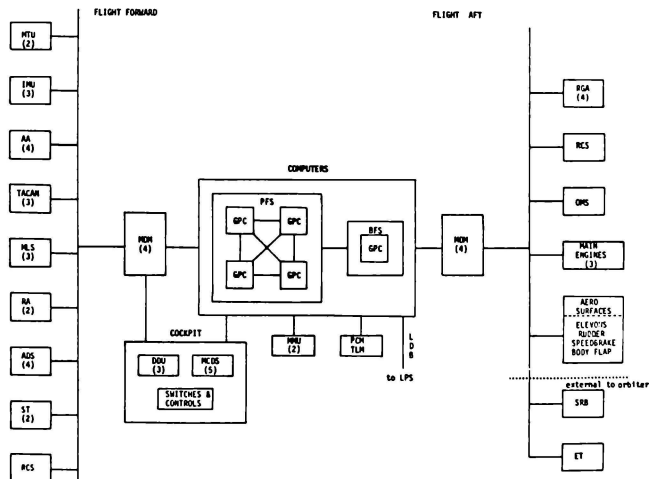 FLIGHT FORWARD
FLIGHT AFT
MTU
(2)
IMU
(3)
AA
(4)
TACAN
(3)
MLS
(3)
RA
(2)
ADS
(4)
ST
(2)
RCS
MDM
(4)
COMPUTERS
PFS
GPC
GPC
GPC
GPC
BFS
GPC
MDM
(4)
COCKPIT
DDU
(3)
MCDS
(5)
SWITCHES &
CONTROLS
MMU
(2)
PCM
TLM
L
D
B
to LPS
RGA
(4)
RCS
OMS
MAIN
ENGINES
(3)
AERO
SURFACES
ELEVONS
RUDDER
SPEEDBRAKE
BODY FLAP
external to orbiter
SRB
ET